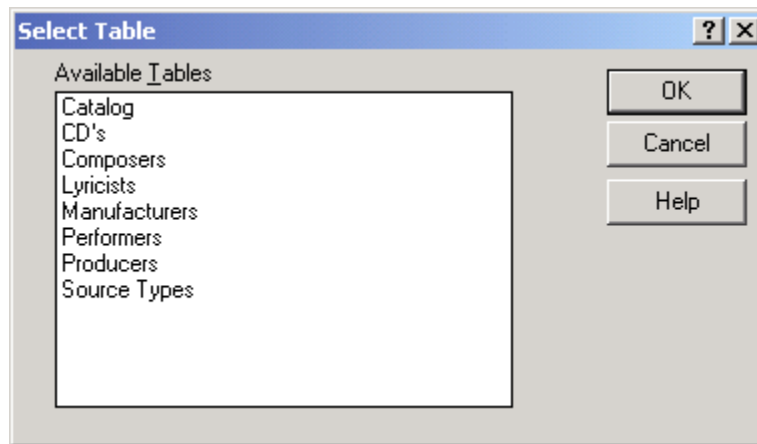 Select Table
?
Available Tables
Catalog
CD's
Composers
Lyricists
Manufacturers
Performers
Producers
Source Types
OK
Cancel
Help